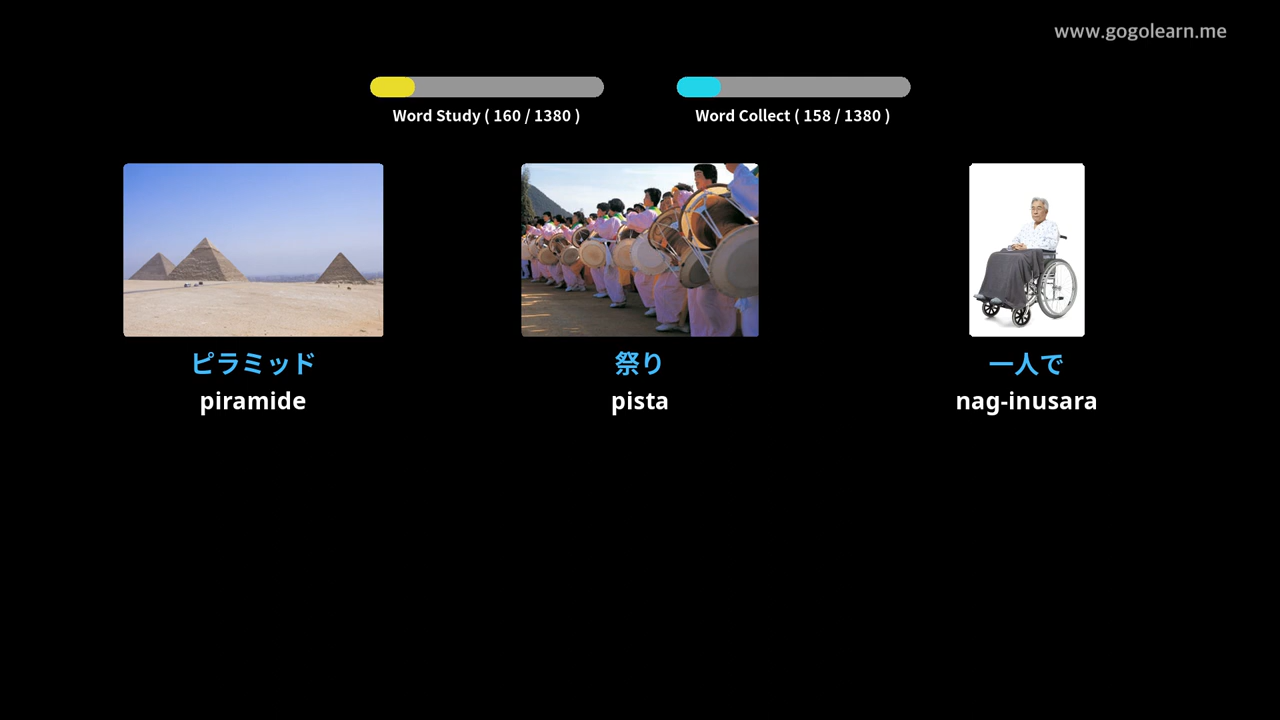 www.gogolearn.me
Word Study ( 160 / 1380 )
Word Collect ( 158 / 1380 )
ピラミッド
祭り
一人で
piramide
pista
nag-inusara